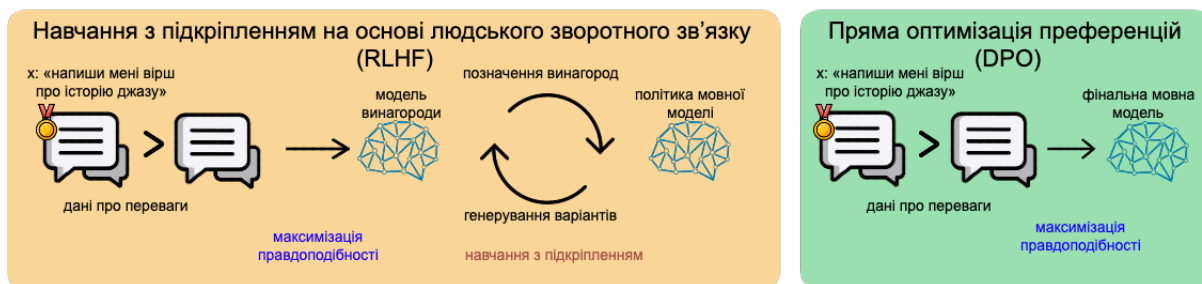 Навчання з підкріпленням на основі людського зворотного зв’язку
(RLHF)
x: «напиши мені вірш
про історію джазу»
>
дані про переваги
модель
винагороди
максимізація
правдоподібності
позначення винагород
політика мовної
моделі
генерування варіантів
навчання з підкріпленням
Пряма оптимізація преференцій
(DPO)
x: «напиши мені вірш
про історію джазу»
>
дані про переваги
фінальна мовна
модель
максимізація
правдоподібності